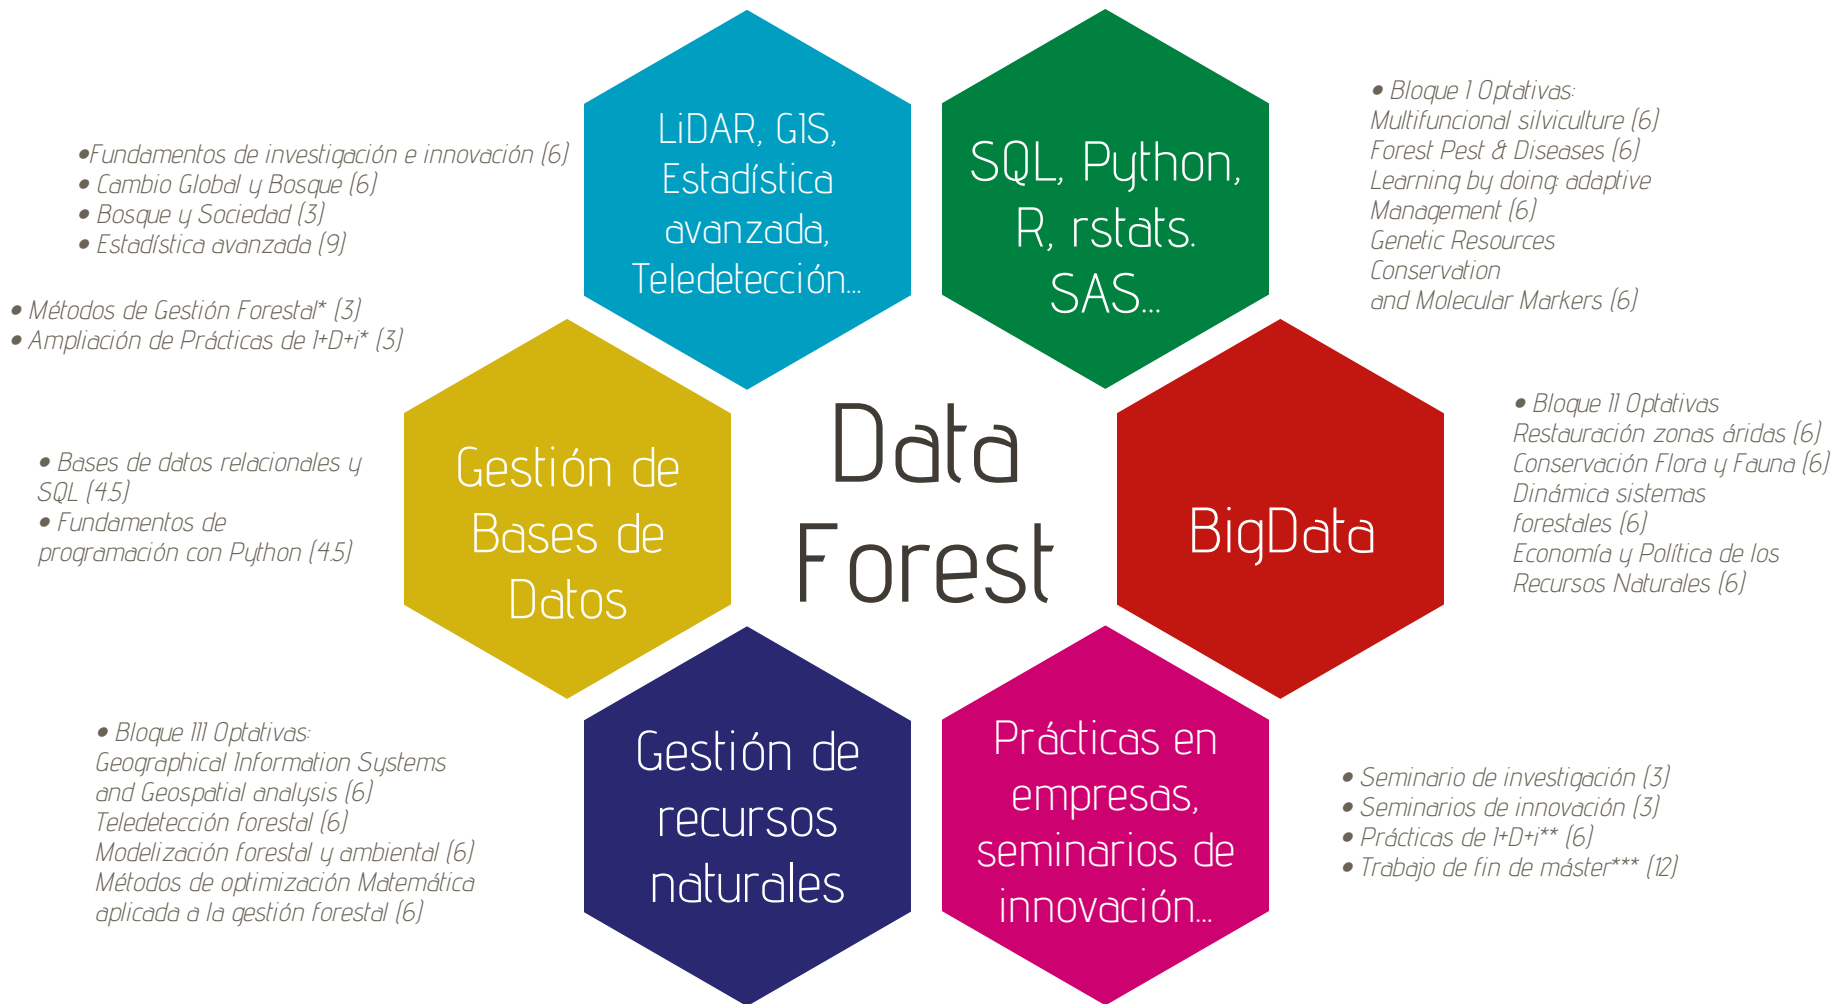 LiDAR, GIS,
Estadística
avanzada,
Teledetección...
SQL, Python,
R, rstats.
SAS...
•Fundamentos de investigación e innovación (6)
• Cambio Global y Bosque (6)
• Bosque y Sociedad (3)
• Estadística avanzada (9)
• Métodos de Gestión Forestal* (3)
• Ampliación de Prácticas de I+D+i* (3)
• Bloque I Optativas:
Multifuncional silviculture (6)
Forest Pest & Diseases (6)
Learning by doing: adaptive
Management (6)
Genetic Resources
Conservation
and Molecular Markers (6)
• Bases de datos relacionales y
SQL (4.5)
• Fundamentos de
programación con Python (4.5)
Gestión de
Bases de
Datos
Data
Forest
BigData
• Bloque II Optativas
Restauración zonas áridas (6)
Conservación Flora y Fauna (6)
Dinámica sistemas
forestales (6)
Economía y Política de los
Recursos Naturales (6)
• Bloque III Optativas:
Geographical Information Systems
and Geospatial analysis (6)
Teledetección forestal (6)
Modelización forestal y ambiental (6)
Métodos de optimización Matemática
aplicada a la gestión forestal (6)
Gestión de
recursos
naturales
Prácticas en
empresas,
seminarios de
innovación...
• Seminario de investigación (3)
• Seminarios de innovación (3)
• Prácticas de I+D+i** (6)
• Trabajo de fin de máster*** (12)